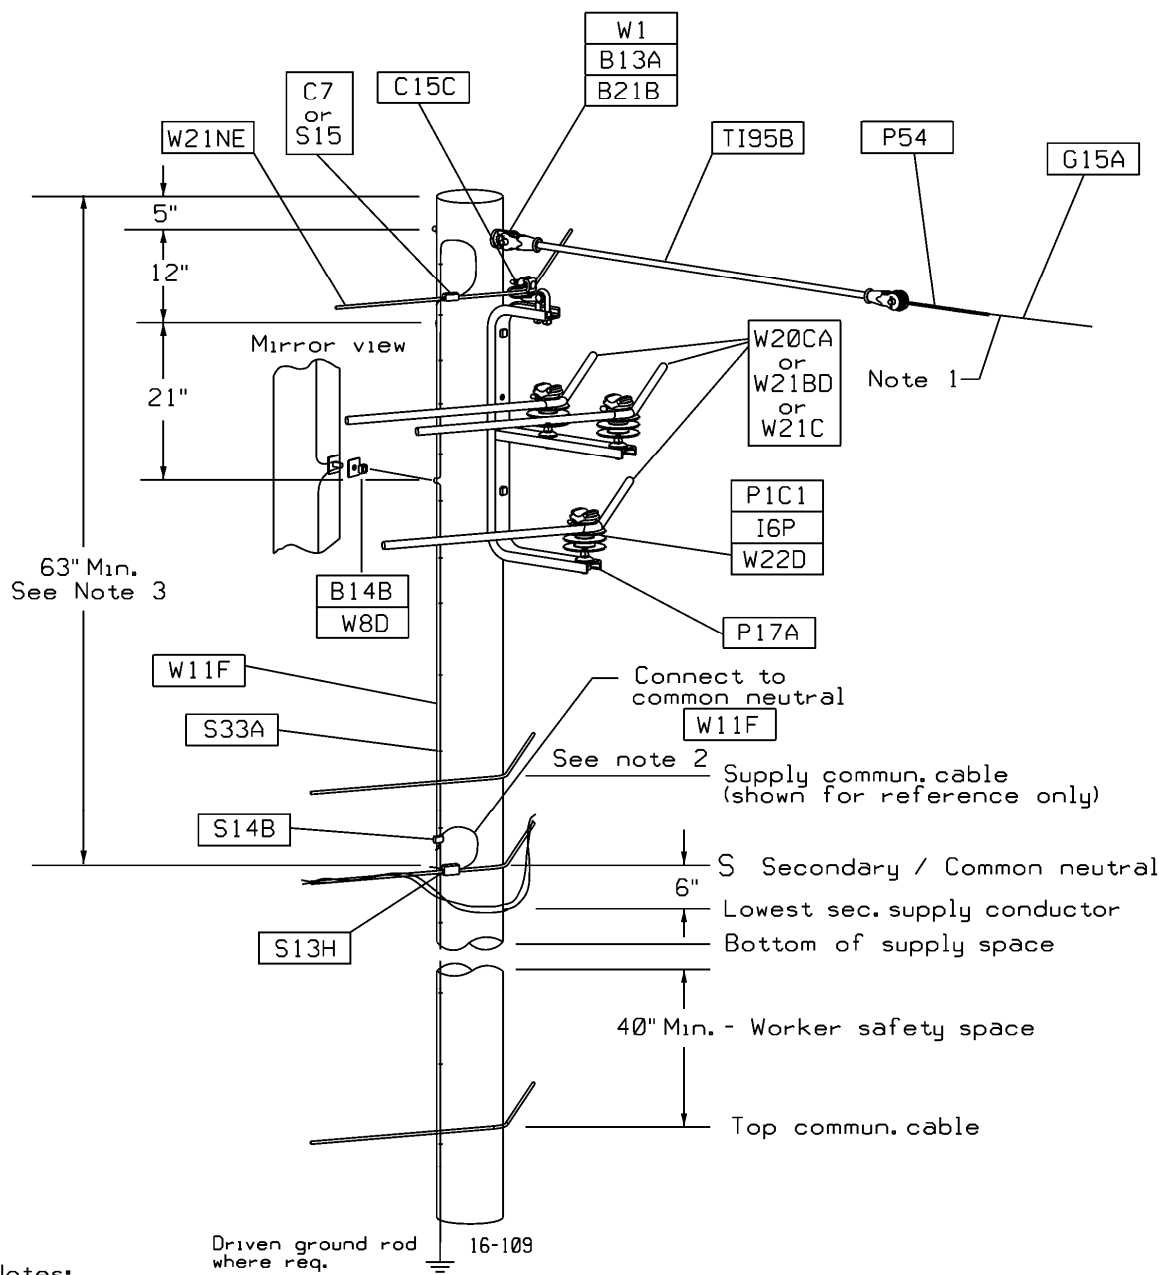 W1
B13A
B21B
C7
or
S15
C15C
W21NE
TI95B
P54
G15A
5"
12"
21"
Mirror view
W20CA
or
W21BD
or
W21C
Note 1
P1C1
I6P
W22D
63" Min.
See Note 3
B14B
W8D
P17A
W11F
Connect to
common neutral
W11F
S33A
See note 2
Supply commun. cable
(shown for reference only)
S14B
S Secondary / Common neutral
6"
Lowest sec. supply conductor
S13H
Bottom of supply space
40" Min. - Worker safety space
Top commun. cable
Driven ground rod
where req.
16-109
Notes: